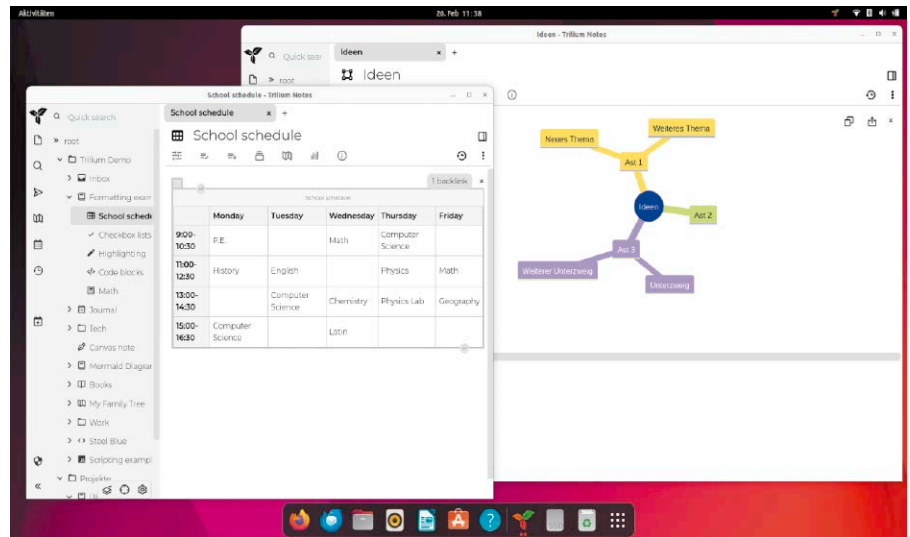 Aktivitäten
26. Feb 11:38
Ideen - Trilium Notes
Quick sear
Ideen × +
root
Ideen
Neues Thema
Weiteres Thema
Ast 1
Ideen
Ast 2
Ast 3
Weiterer Unterzweig
Unterzweig
School schedule - Trilium Notes
Quick search
School schedule × +
School schedule
root
Trilium Demo
Inbox
Formatting exam
School schedu
Checkbox lists
Highlighting
Code blocks
Math
Journal
Tech
Canvas note
Mermaid Diagrar
Books
My Family Tree
Work
Steel Blue
Scripting exampl
Projekte
1 backlink ×
School schedule
Monday Tuesday Wednesday Thursday Friday
9:00-10:30 P.E. Math Computer Science
11:00-12:30 History English Physics Math
13:00-14:30 Computer Science Chemistry Physics Lab Geography
15:00-16:30 Computer Science Latin